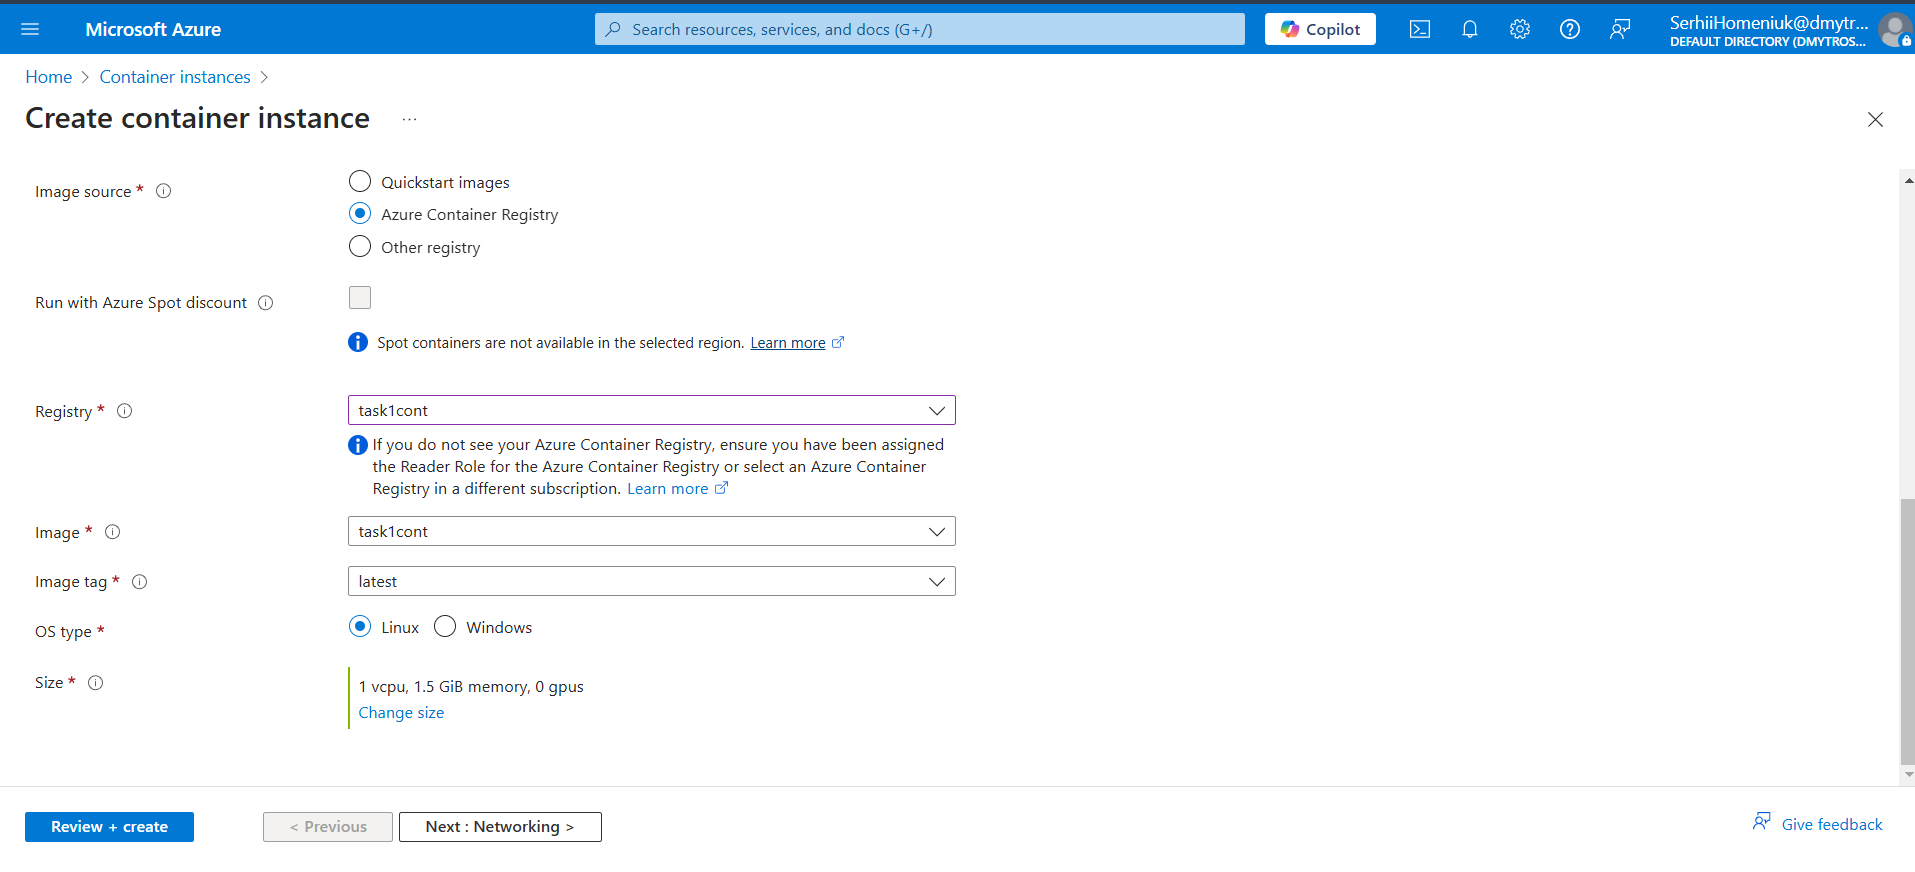 Microsoft Azure
Search resources, services, and docs (G+/)
Copilot
SerhiiHomeniuk@dmytr...
DEFAULT DIRECTORY (DMYTROS...
Home > Container instances >
Create container instance ...
Image source *
Quickstart images
Azure Container Registry
Other registry
Run with Azure Spot discount
Spot containers are not available in the selected region. Learn more
Registry *
task1cont
If you do not see your Azure Container Registry, ensure you have been assigned
the Reader Role for the Azure Container Registry or select an Azure Container
Registry in a different subscription. Learn more
Image *
task1cont
Image tag *
latest
OS type *
Linux
Windows
Size *
1 vcpu, 1.5 GiB memory, 0 gpus
Change size
Review + create
< Previous
Next : Networking >
Give feedback